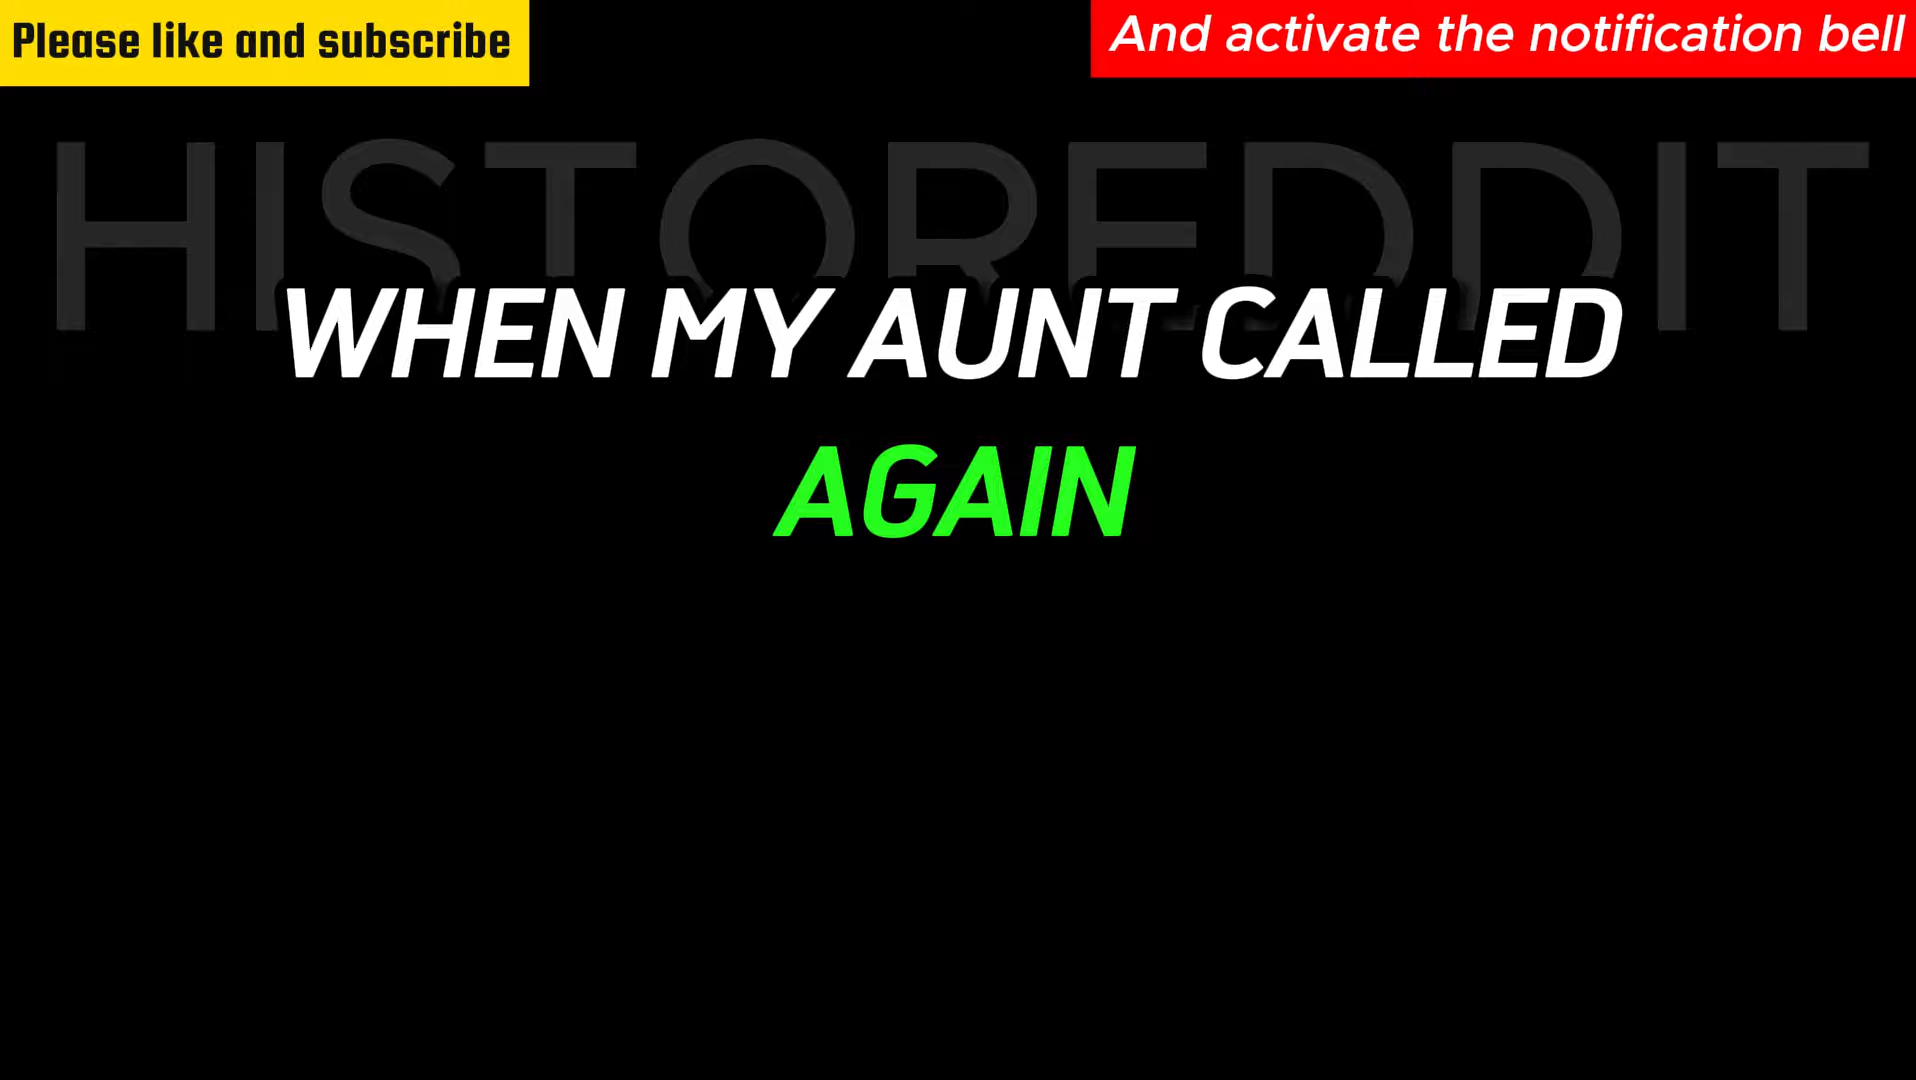 Please like and subscribe
And activate the notification bell
HISTOREDDIT
WHEN MY AUNT CALLED
AGAIN